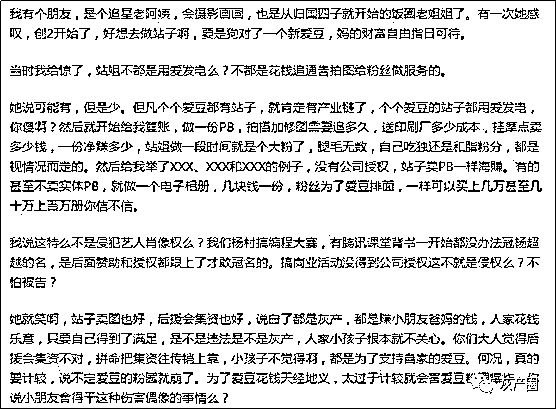 我有个朋友，是个追星老阿姨，会摄影画画，也是从归国四子就开始的饭圈老姐姐了。有一次她感
叹，创2开始了，好想去做站子啊，要是狗对了一个新爱豆，妈的财富自由指日可待。
当时我给惊了，站姐不都是用爱发电么？不都是花钱追通告拍图给粉丝做服务的。
她说可能有，但是少。但凡个个爱豆都有站子，就肯定有产业链了，个个爱豆的站子都用爱发电，
你傻啊？然后就开始给我算账，做一份PB，拍摄加修图需要追多久，送印刷厂多少成本，挂摩点卖
多少钱，一份净赚多少，站姐做一段时间就是个大粉了，腿毛无数，自己吃独还是和脂粉分，都是
视情况而定的。然后给我举了XXX、XXX和XXX的例子，没有公司授权，站子卖PB一样海赚。有的
甚至不卖实体PB，就做一个电子相册，几块钱一份，粉丝为了爱豆排面，一样可以买上几万甚至几
十万上百万册你信不信。
我说这特么不是侵犯艺人肖像权么？我们杨村搞编程大赛，有腾讯课堂背书一开始都没办法冠杨超
越的名，是后面赞助和授权都跟上了才敢冠名的。搞商业活动没得到公司授权这不就是侵权么？不
怕被告？
她就笑啊，站子卖图也好，后援会集资也好，说白了都是灰产，都是赚小朋友爸妈的钱，人家花钱
乐意，只要自己得到了满足，是不是违法是不是灰产，人家小孩子根本就不关心。你们大人觉得后
援会集资不对，拼命把集资往传销上靠，小孩子不觉得啊，都是为了支持自家的爱豆。何况，真的
要计较，说不定爱豆的粉圈就崩了。为了爱豆花钱天经地义，太过于计较就会害爱豆粉圈爆炸，你
说小朋友舍得干这种伤害偶像的事情么？
灰产圈